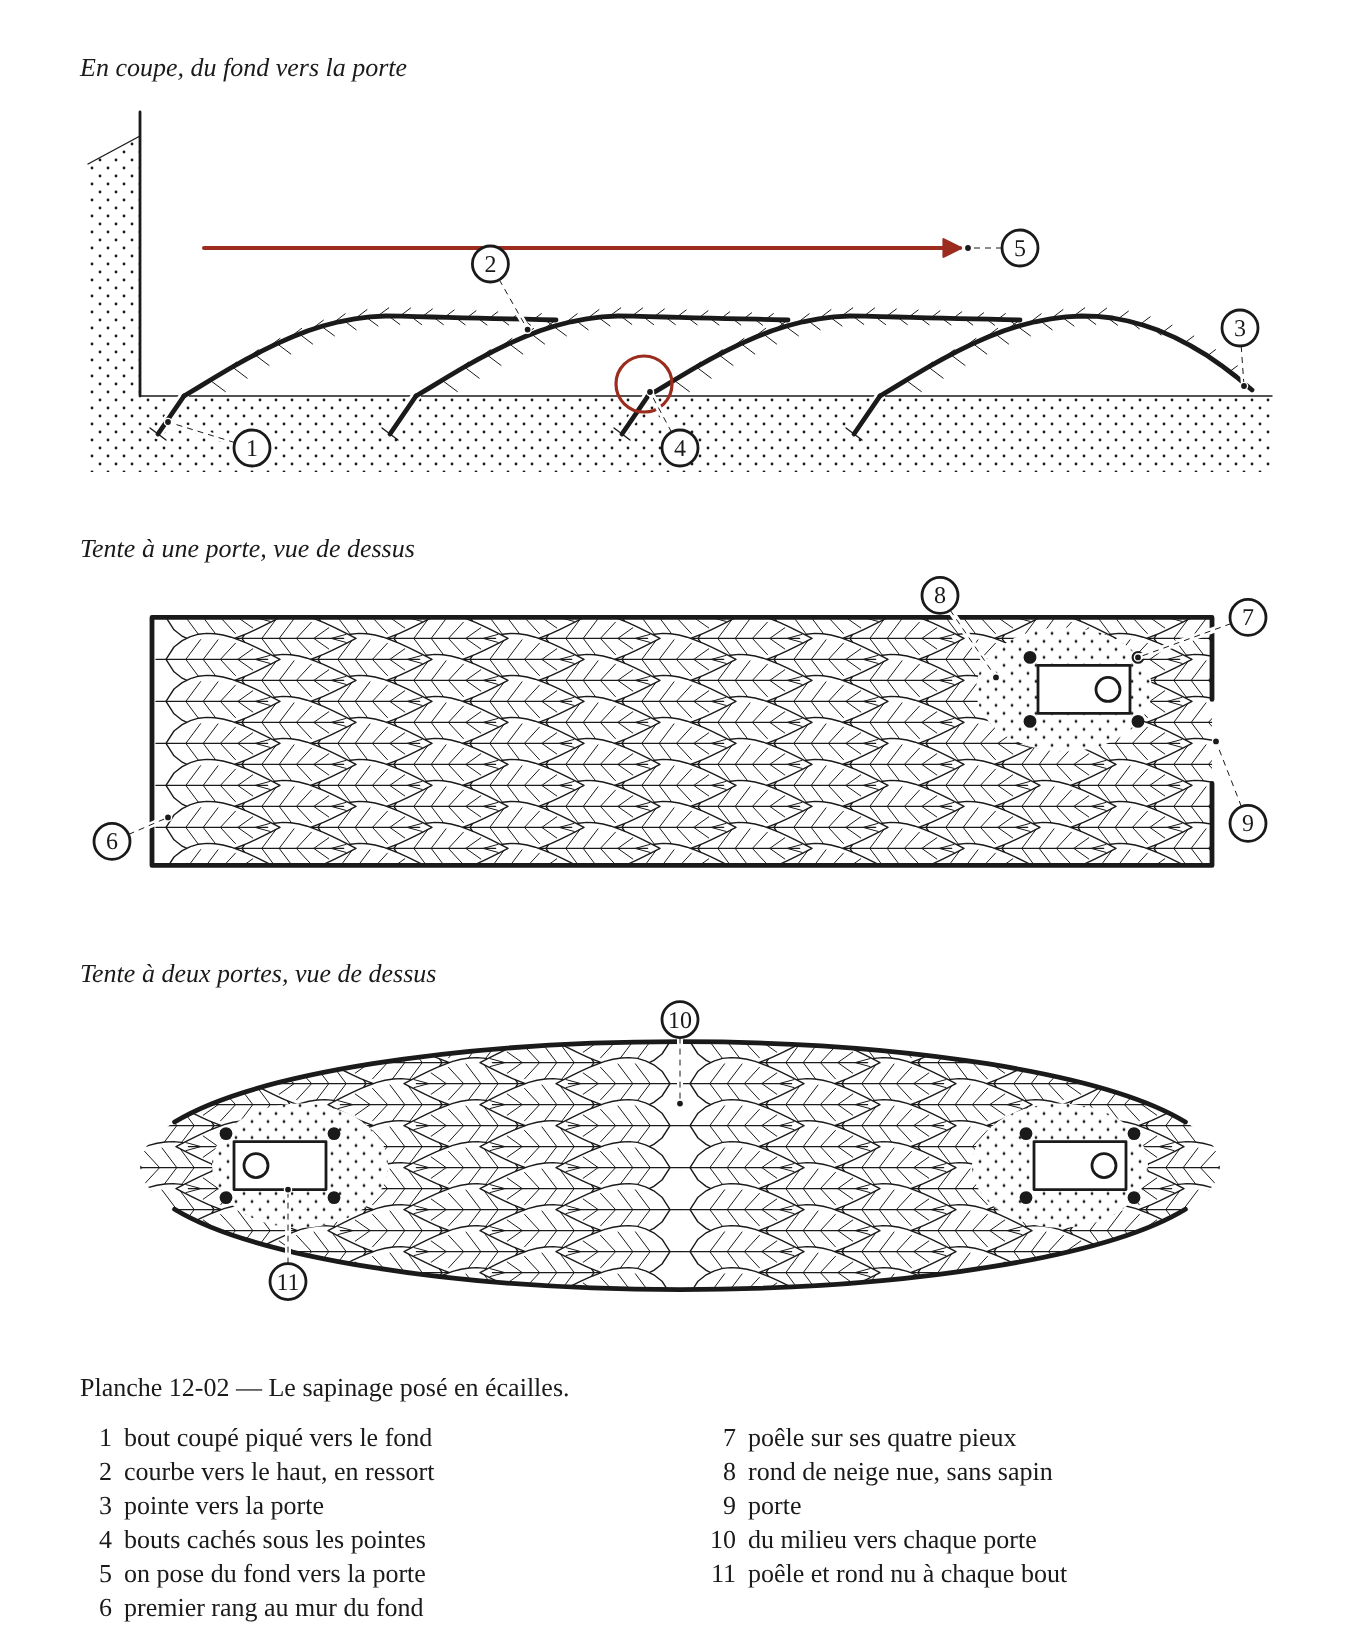 En coupe, du fond vers la porte
5
2
3
1
4
Tente à une porte, vue de dessus
8
7
6
9
Tente à deux portes, vue de dessus
10
11
Planche 12-02 — Le sapinage posé en écailles.
1 bout coupé piqué vers le fond
2 courbe vers le haut, en ressort
3 pointe vers la porte
4 bouts cachés sous les pointes
5 on pose du fond vers la porte
6 premier rang au mur du fond
7 poêle sur ses quatre pieux
8 rond de neige nue, sans sapin
9 porte
10 du milieu vers chaque porte
11 poêle et rond nu à chaque bout